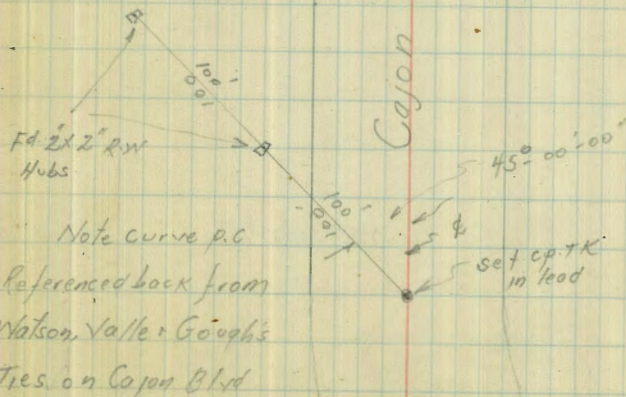 100'
100
Cajon
Fd 2"x2" R.W
Hubs
45°-00'-00"
100'
100'
℄
set cp. TK
in lead
Note curve p.c
Referenced back from
Watson, Valle & Gough's
Ties on Cajon Blvd